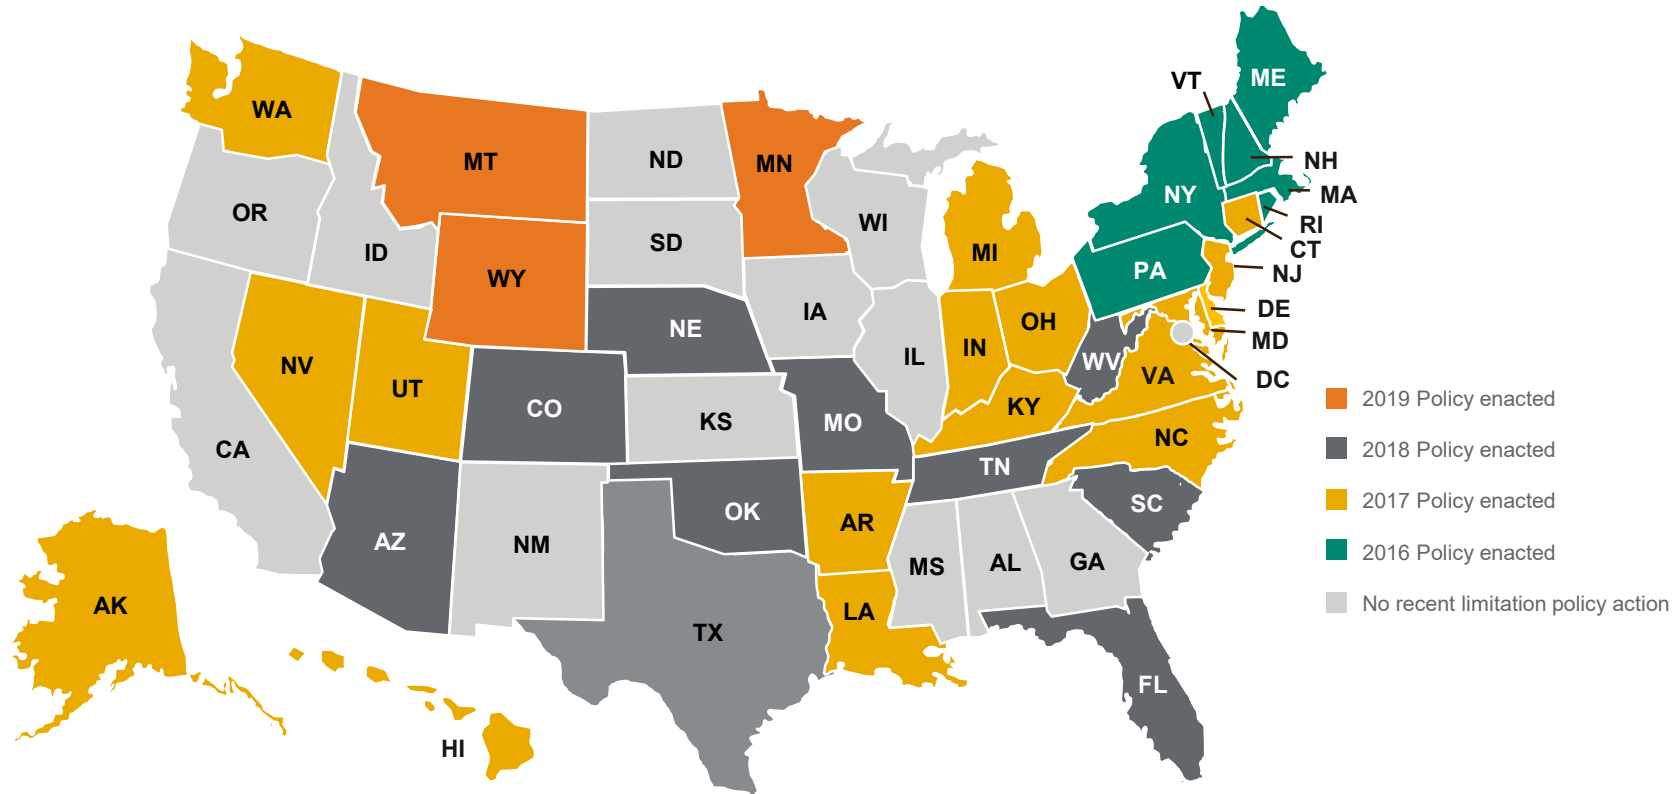 ME
VT
WA
NH
MT
ND
MN
MA
NY
OR
WI
RI
SD
CT
ID
MI
NJ
PA
WY
DE
IA
OH
NE
MD
IN
IL
WV
NV
VA
DC
UT
2019 Policy enacted
CO
KY
KS
MO
NC
CA
2018 Policy enacted
TN
2017 Policy enacted
SC
OK
AR
AZ
NM
2016 Policy enacted
GA
AL
MS
AK
No recent limitation policy action
LA
TX
FL
HI